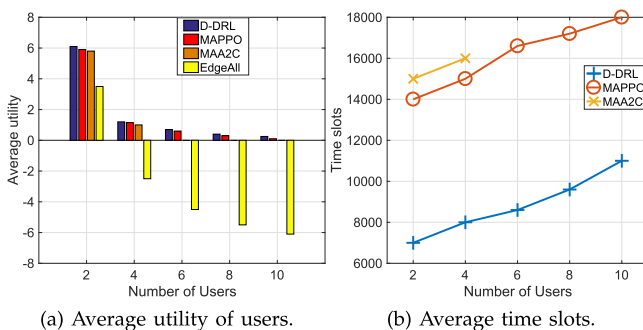 8
6
4
2
0
-2
-4
-6
-8
Average utility
D-DRL
MAPPO
MAA2C
EdgeAll
2 4 6 8 10
Number of Users
(a) Average utility of users.
18000
16000
14000
12000
10000
8000
6000
Time slots
D-DRL
MAPPO
MAA2C
2 4 6 8 10
Number of Users
(b) Average time slots.